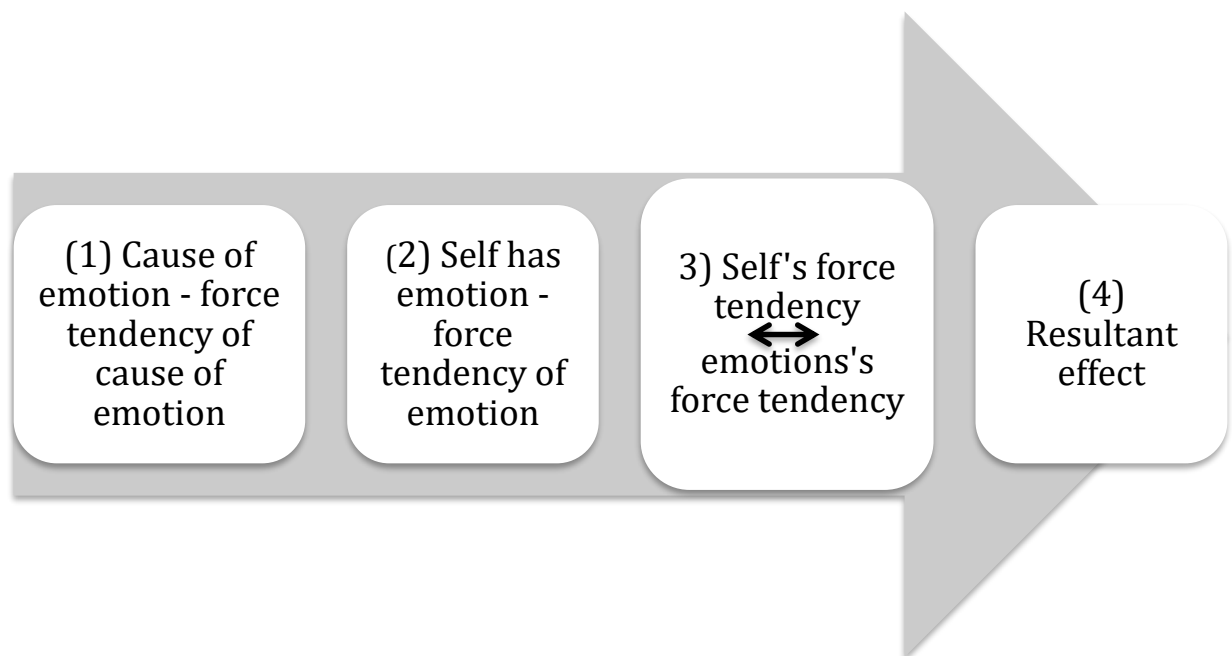 (1) Cause of
emotion - force
tendency of
cause of
emotion
(2) Self has
emotion -
force
tendency of
emotion
3) Self's force
tendency
emotions's
force tendency
(4)
Resultant
effect